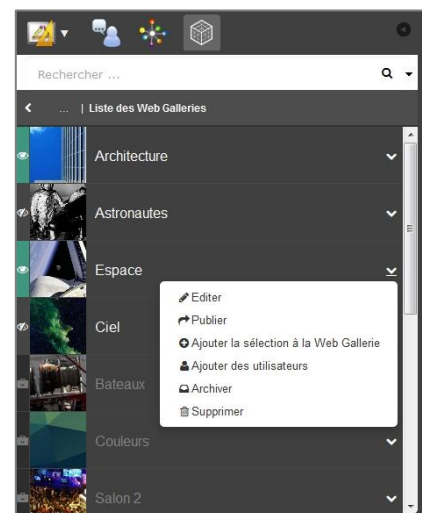 Rechercher ...
... | Liste des Web Galleries
Architecture
Astronautes
Espace
Editer
Publier
Ciel
Ajouter la sélection à la Web Gallerie
Ajouter des utilisateurs
Bateaux
Archiver
Supprimer
Couleurs
Salon 2